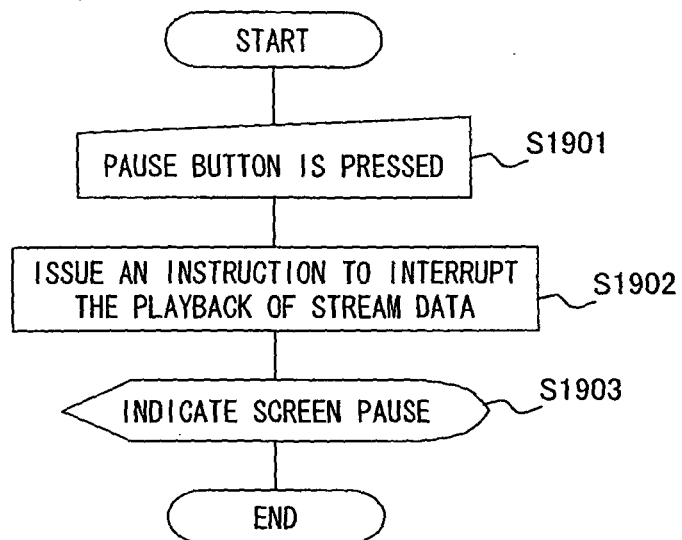 START
PAUSE BUTTON IS PRESSED
S1901
ISSUE AN INSTRUCTION TO INTERRUPT
THE PLAYBACK OF STREAM DATA
S1902
INDICATE SCREEN PAUSE
S1903
END